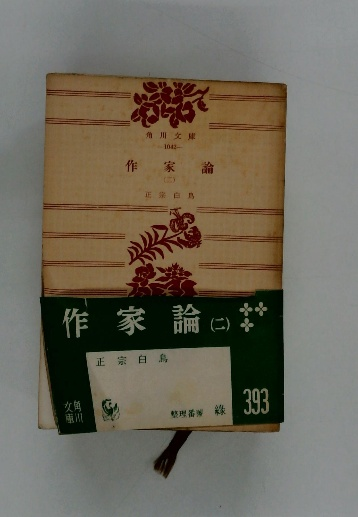 角川文庫
作家論
(二)
正宗白鳥
作家論(二)
正宗白鳥
角川
文庫
整理番号 緑 393